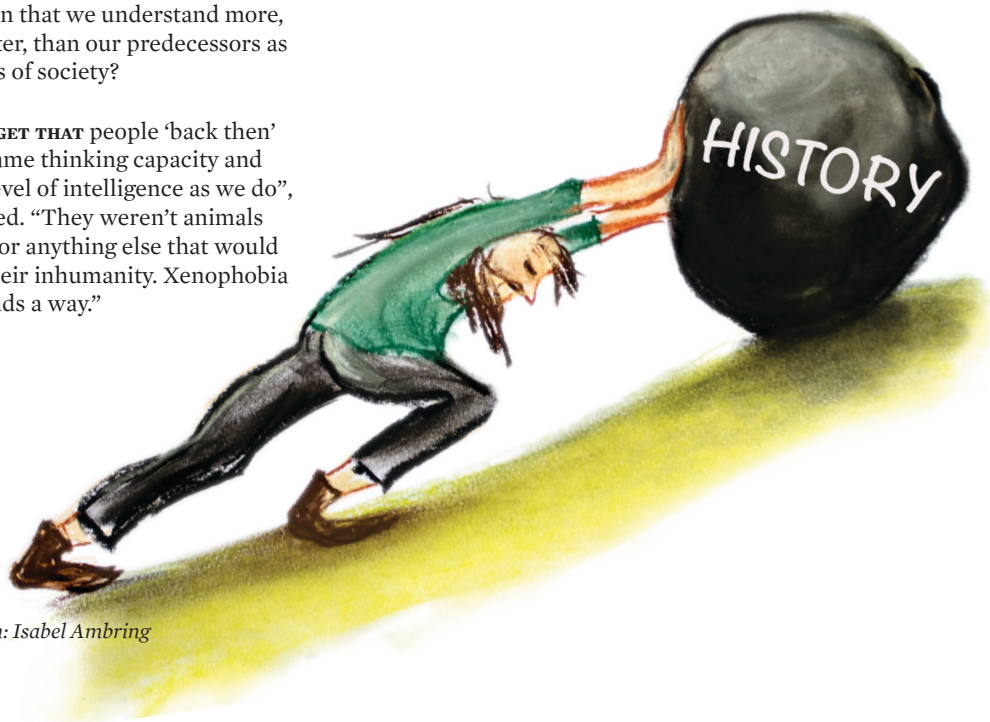 n that we understand more,
ter, than our predecessors as
s of society?
GET THAT people ‘back then’
ame thinking capacity and
evel of intelligence as we do”,
ed. “They weren’t animals
or anything else that would
eir inhumanity. Xenophobia
nds a way.”
HISTORY
n: Isabel Ambring